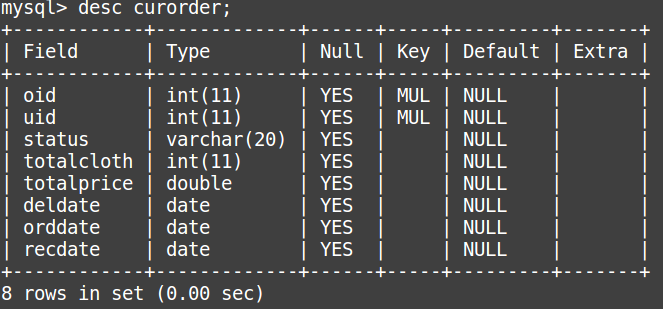 mysql> desc curorder;
+------------+-------------+------+-----+---------+-------+
| Field      | Type        | Null | Key | Default | Extra |
+------------+-------------+------+-----+---------+-------+
| oid        | int(11)     | YES  | MUL | NULL    |       |
| uid        | int(11)     | YES  | MUL | NULL    |       |
| status     | varchar(20) | YES  |     | NULL    |       |
| totalcloth | int(11)     | YES  |     | NULL    |       |
| totalprice | double      | YES  |     | NULL    |       |
| deldate    | date        | YES  |     | NULL    |       |
| orddate    | date        | YES  |     | NULL    |       |
| recdate    | date        | YES  |     | NULL    |       |
+------------+-------------+------+-----+---------+-------+
8 rows in set (0.00 sec)